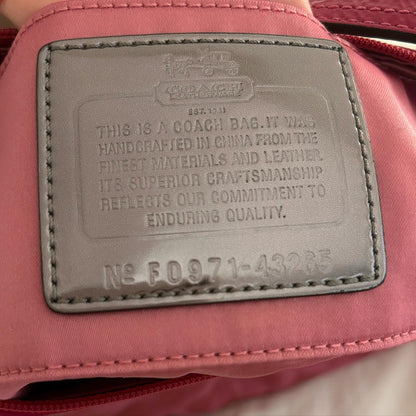 COACH
EST. 1941
THIS IS A COACH BAG. IT WAS
HANDCRAFTED IN CHINA FROM THE
FINEST MATERIALS AND LEATHER.
ITS SUPERIOR CRAFTSMANSHIP
REFLECTS OUR COMMITMENT TO
ENDURING QUALITY.
Nº F0971-43265